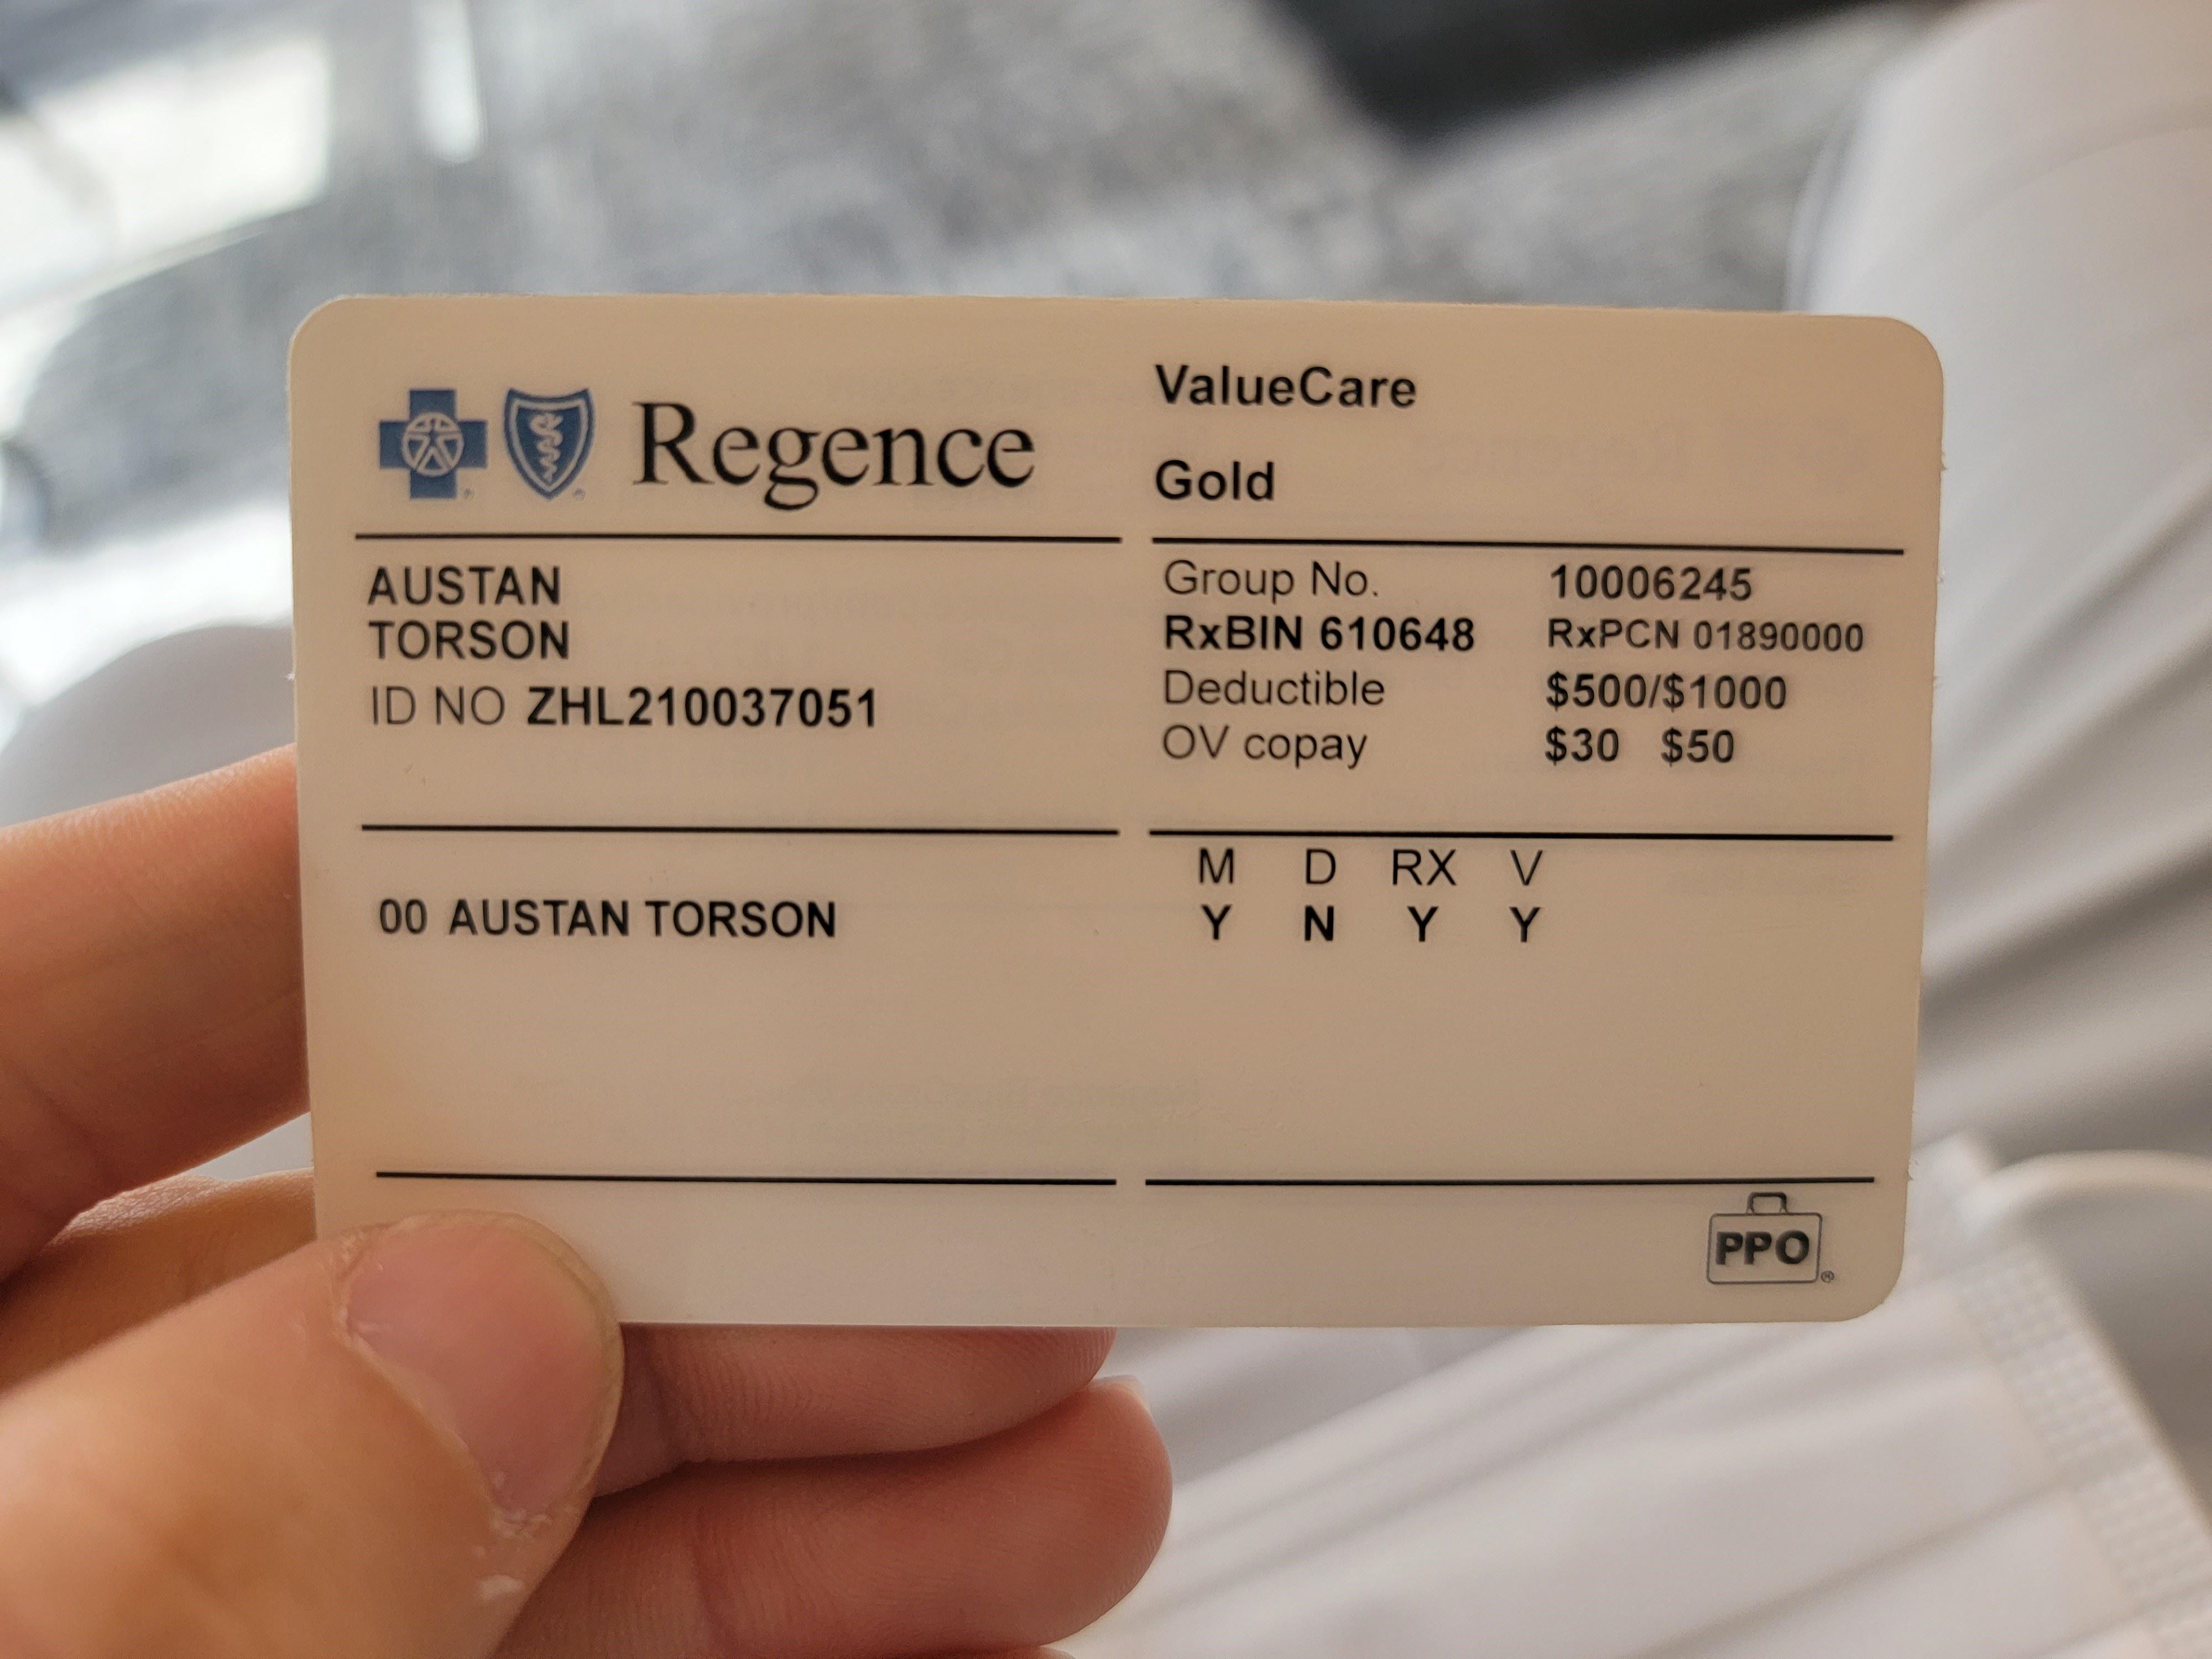 Regence
ValueCare
Gold
AUSTAN
TORSON
ID NO ZHL210037051
Group No. 10006245
RxBIN 610648 RxPCN 01890000
Deductible $500/$1000
OV copay $30 $50
M D RX V
00 AUSTAN TORSON Y N Y Y
PPO®